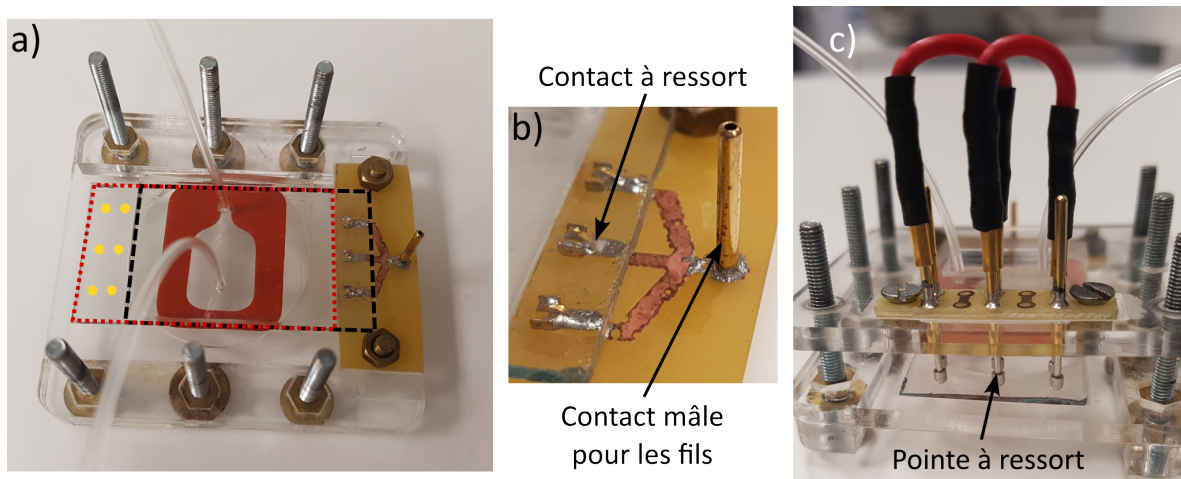 a)
Contact à ressort
b)
Contact mâle
pour les fils
c)
Pointe à ressort